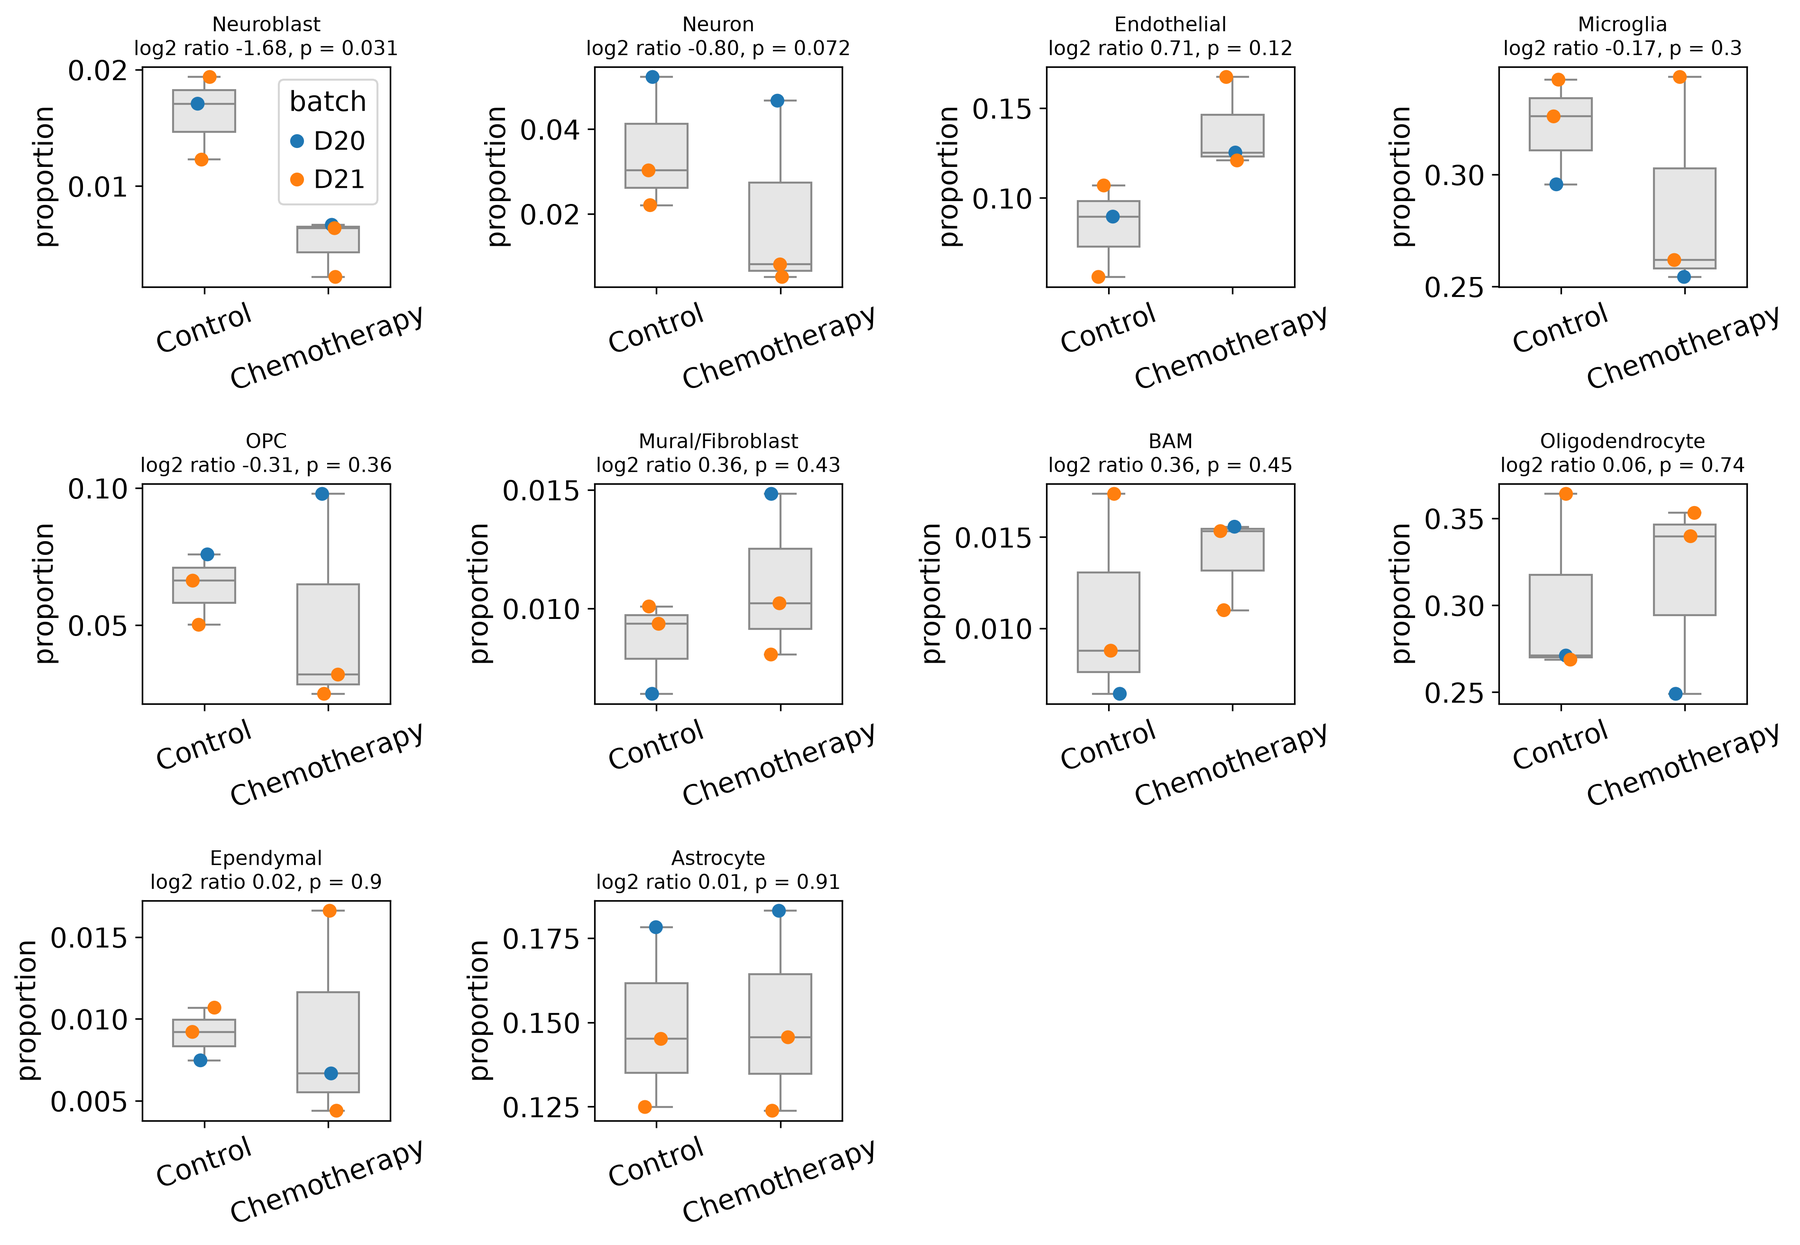 Neuroblast
log2 ratio -1.68, p = 0.031
proportion
0.02
0.01
batch
D20
D21
Control
Chemotherapy
Neuron
log2 ratio -0.80, p = 0.072
proportion
0.04
0.02
Control
Chemotherapy
Endothelial
log2 ratio 0.71, p = 0.12
proportion
0.15
0.10
Control
Chemotherapy
Microglia
log2 ratio -0.17, p = 0.3
proportion
0.30
0.25
Control
Chemotherapy
OPC
log2 ratio -0.31, p = 0.36
proportion
0.10
0.05
Control
Chemotherapy
Mural/Fibroblast
log2 ratio 0.36, p = 0.43
proportion
0.015
0.010
Control
Chemotherapy
BAM
log2 ratio 0.36, p = 0.45
proportion
0.015
0.010
Control
Chemotherapy
Oligodendrocyte
log2 ratio 0.06, p = 0.74
proportion
0.35
0.30
0.25
Control
Chemotherapy
Ependymal
log2 ratio 0.02, p = 0.9
proportion
0.015
0.010
0.005
Control
Chemotherapy
Astrocyte
log2 ratio 0.01, p = 0.91
proportion
0.175
0.150
0.125
Control
Chemotherapy